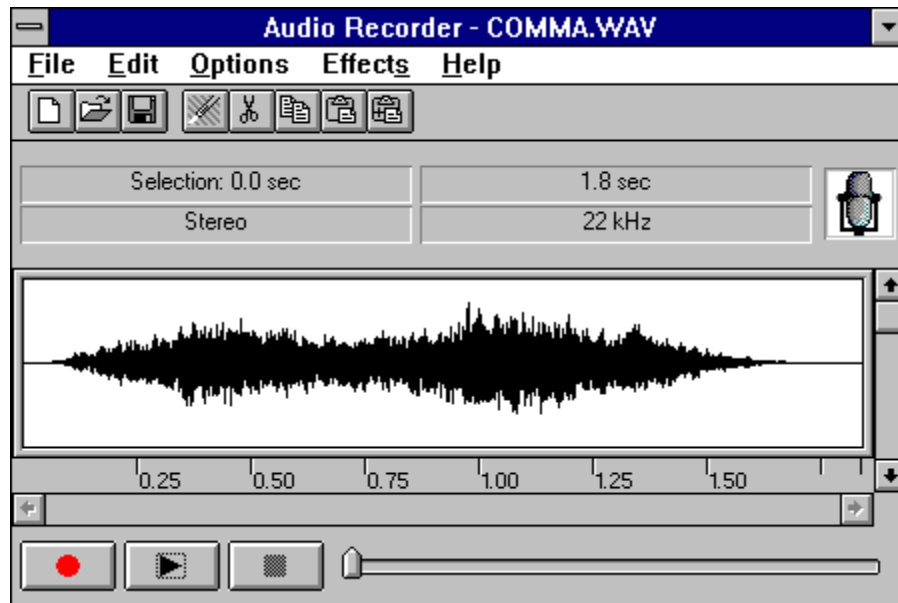 Audio Recorder - COMMA.WAV
File Edit Options Effects Help
Selection: 0.0 sec 1.8 sec
Stereo 22 kHz
0.25 0.50 0.75 1.00 1.25 1.50